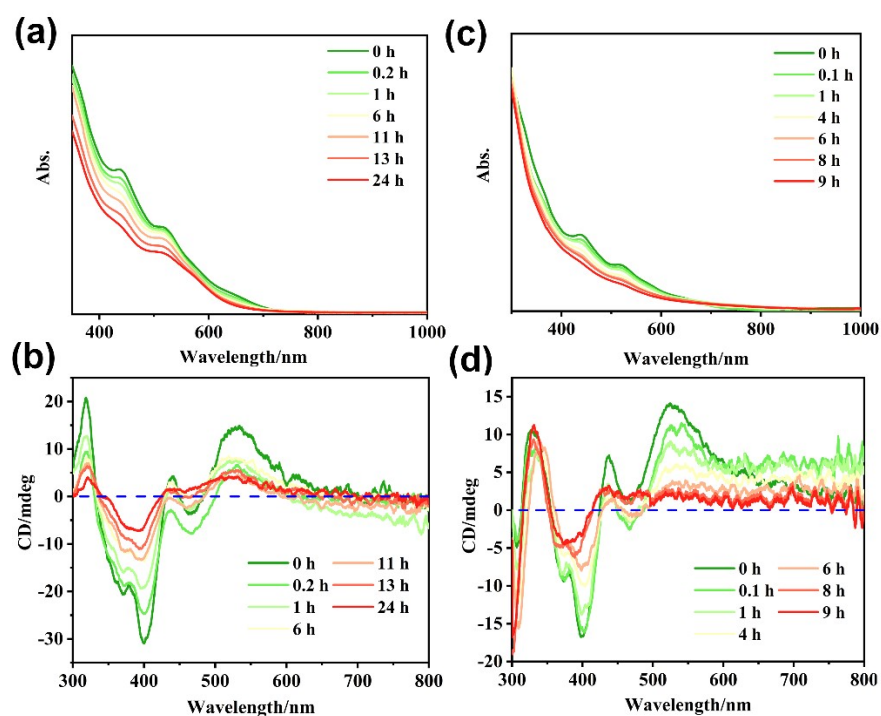 (a)
Abs.
0 h
0.2 h
1 h
6 h
11 h
13 h
24 h
400 600 800 1000
Wavelength/nm
(c)
Abs.
0 h
0.1 h
1 h
4 h
6 h
8 h
9 h
400 600 800 1000
Wavelength/nm
(b)
CD/mdeg
20
10
0
-10
-20
-30
0 h 11 h
0.2 h 13 h
1 h 24 h
6 h
300 400 500 600 700 800
Wavelength/nm
(d)
CD/mdeg
15
10
5
0
-5
-10
-15
-20
0 h 6 h
0.1 h 8 h
1 h 9 h
4 h
300 400 500 600 700 800
Wavelength/nm